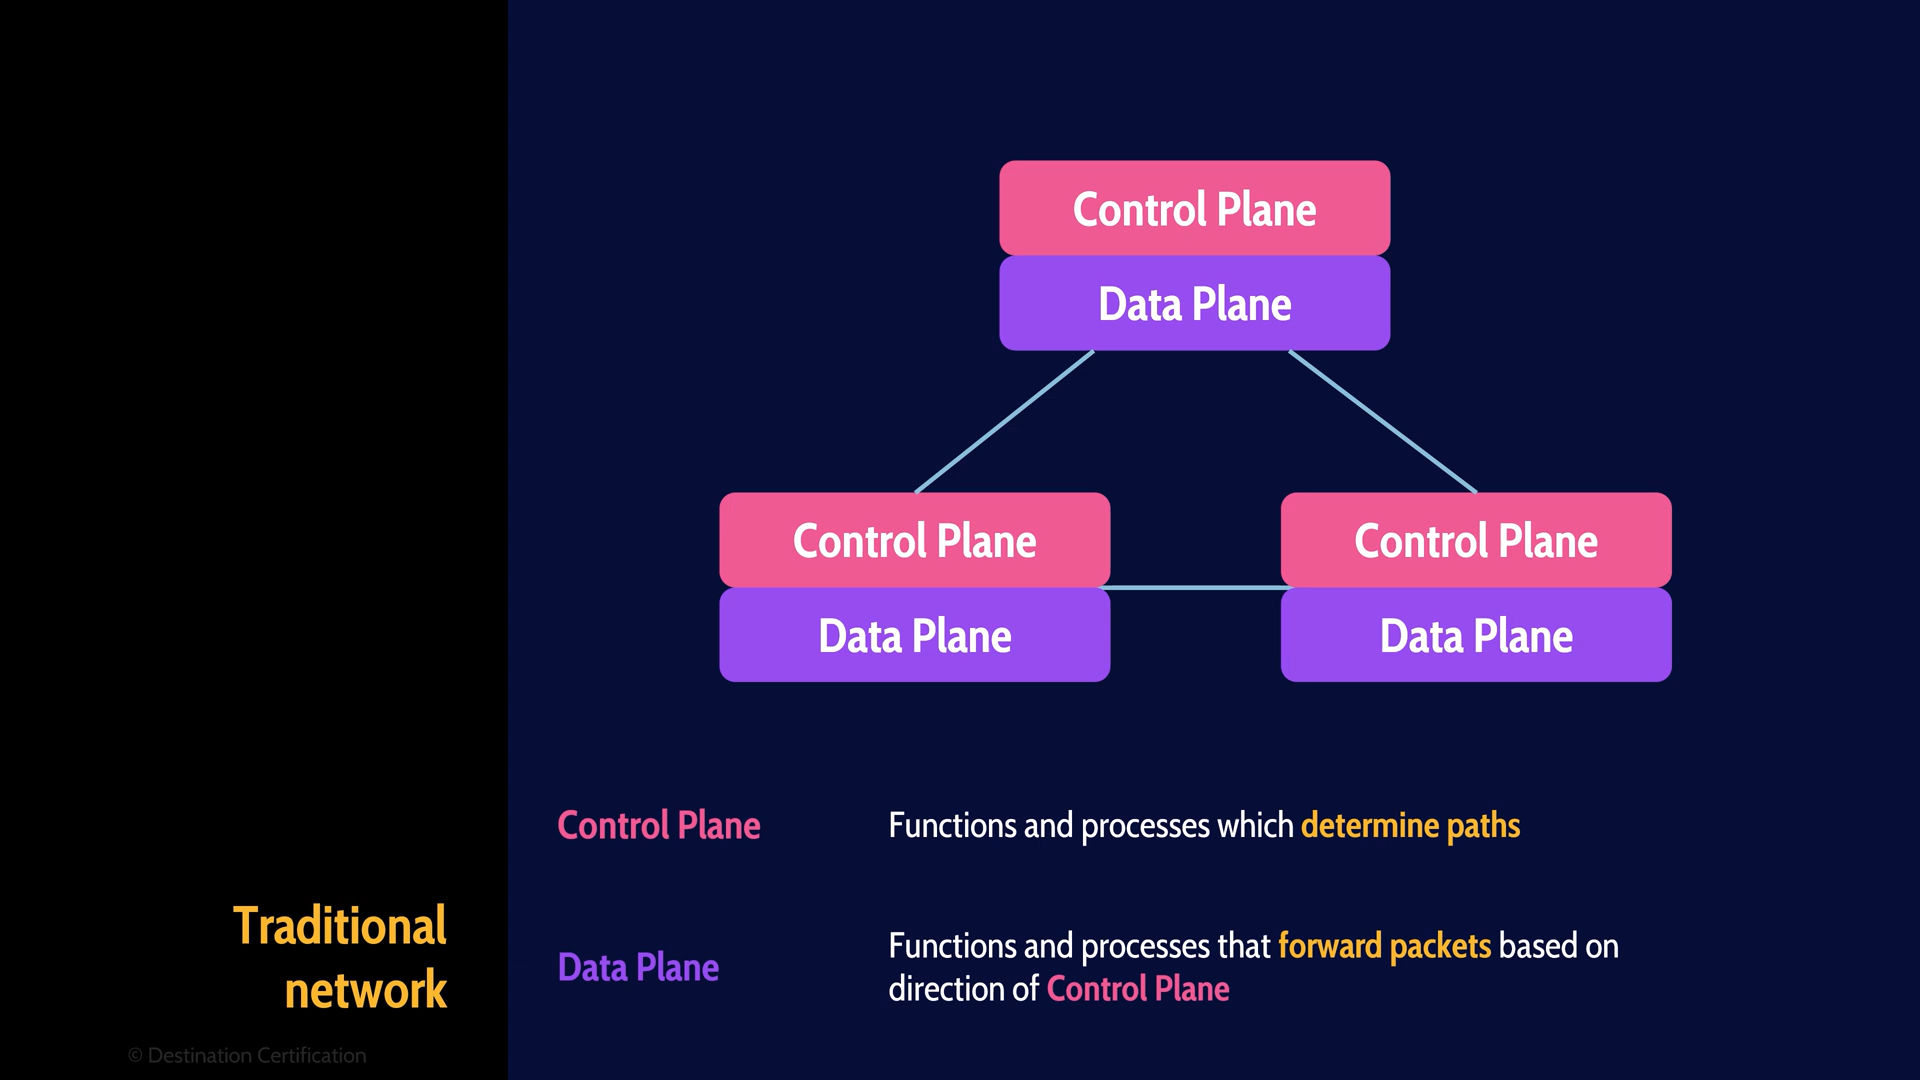 Control Plane
Data Plane
Control Plane
Control Plane
Data Plane
Data Plane
Control Plane
Functions and processes which determine paths
Data Plane
Functions and processes that forward packets based on
direction of Control Plane
Traditional
network
© Destination Certification